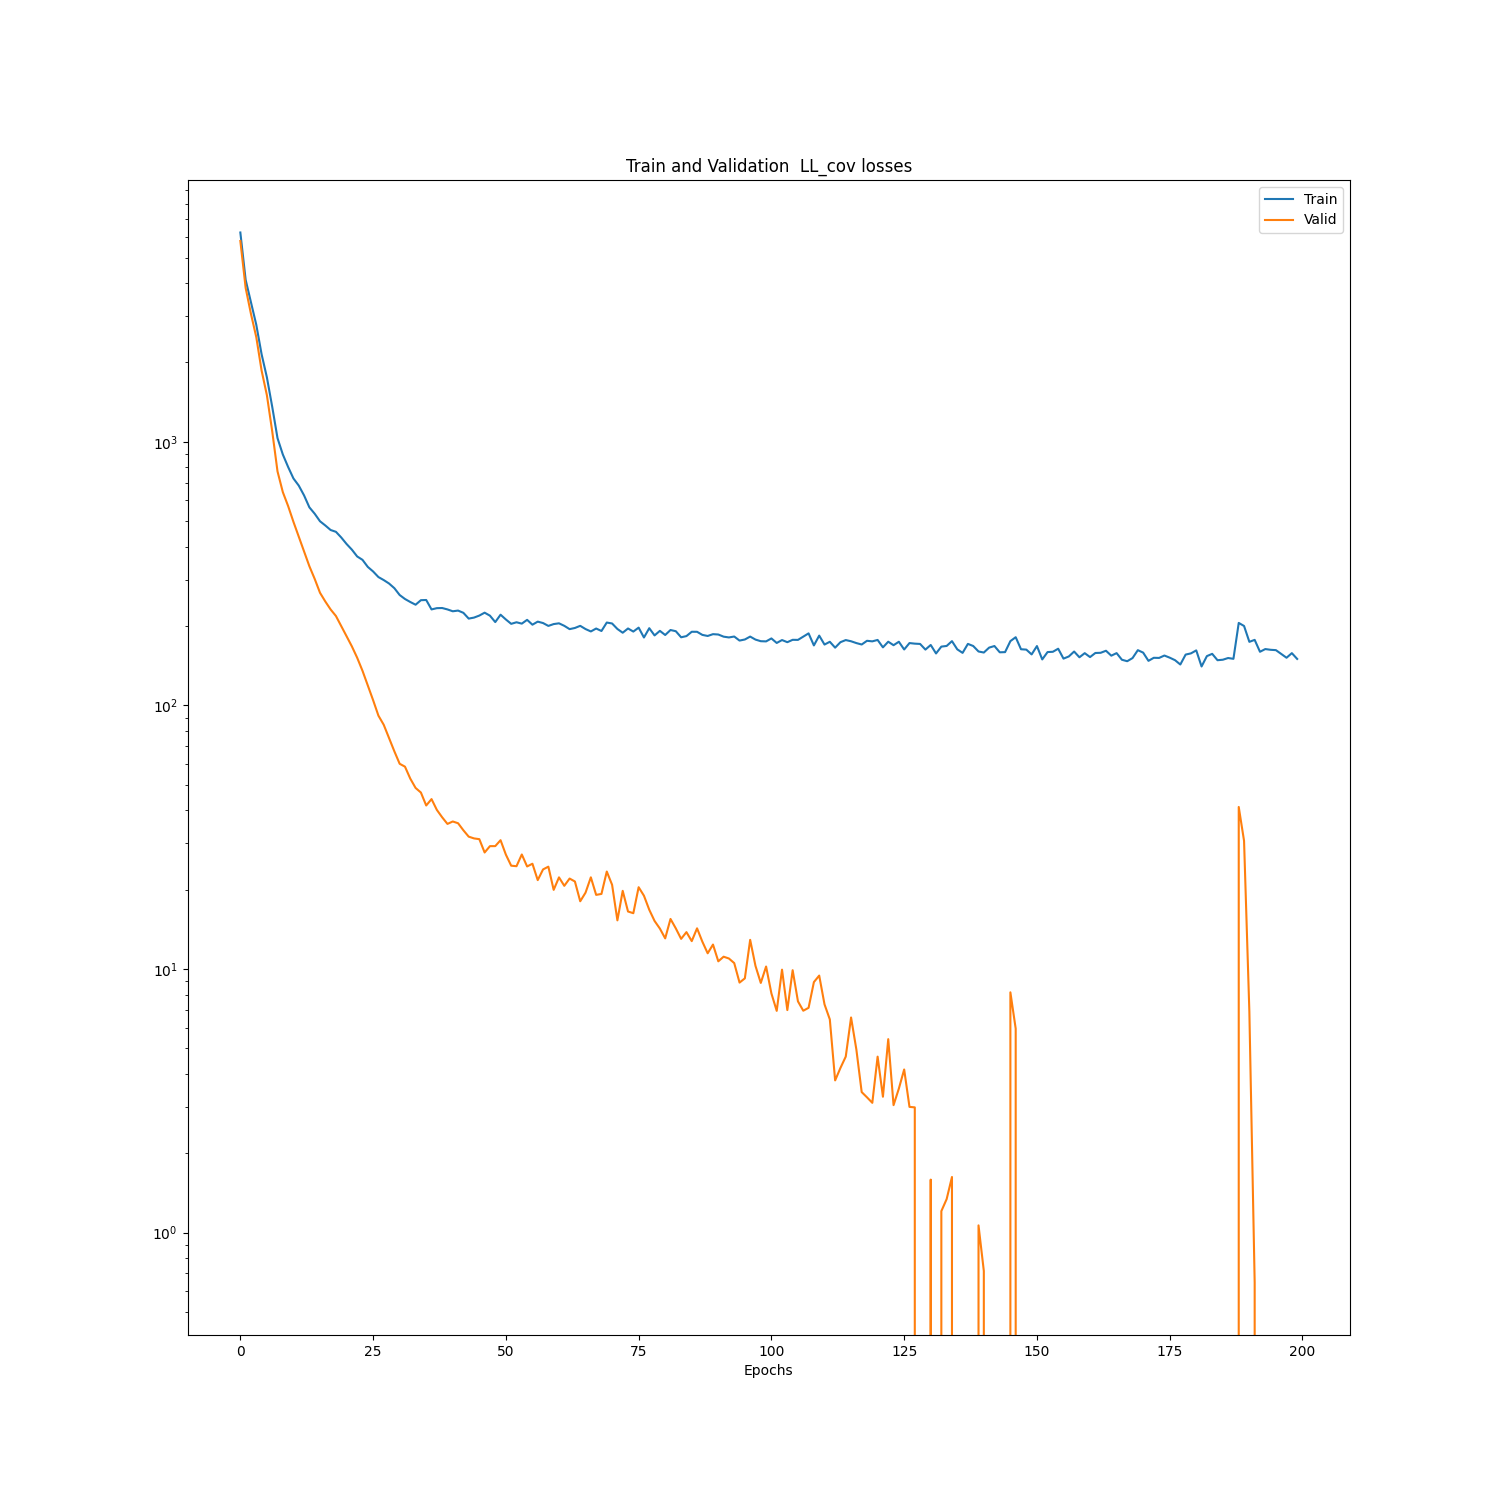 Train and Validation  LL_cov losses
Train
Valid
10³
10²
10¹
10⁰
0 25 50 75 100 125 150 175 200
Epochs